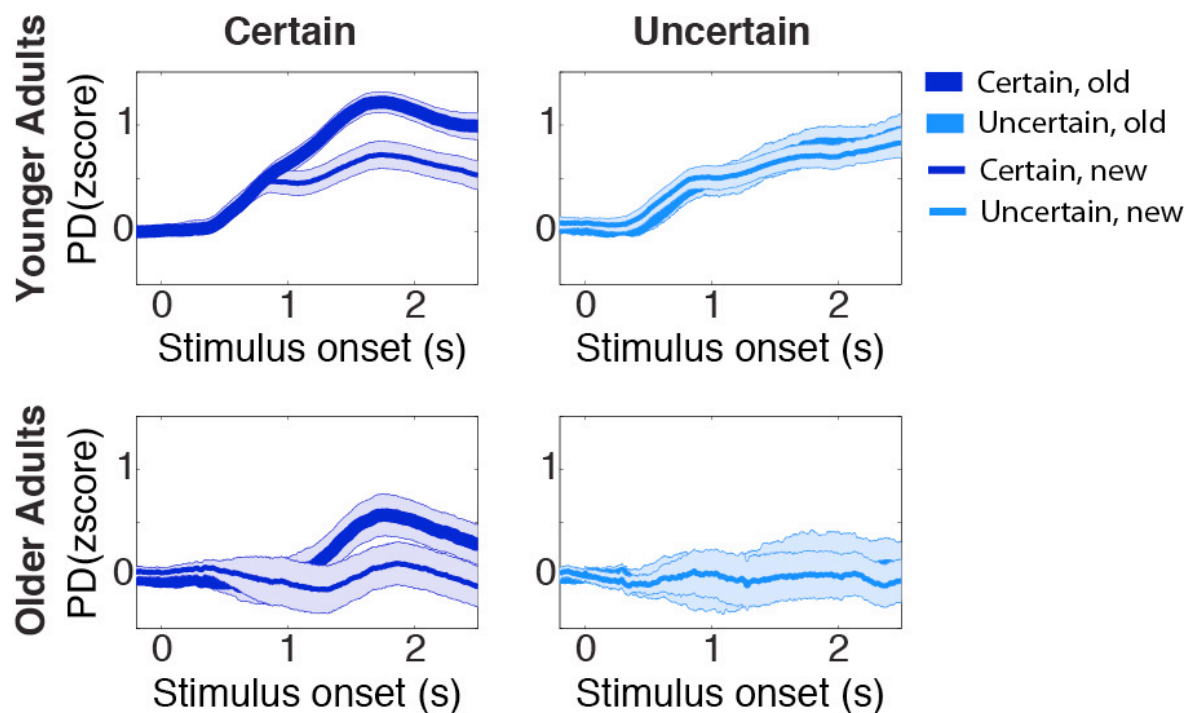 Certain
Uncertain
Younger Adults
PD(zscore)
1
0
0
1
2
Stimulus onset (s)
1
0
0
1
2
Stimulus onset (s)
Certain, old
Uncertain, old
Certain, new
Uncertain, new
Older Adults
PD(zscore)
1
0
0
1
2
Stimulus onset (s)
1
0
0
1
2
Stimulus onset (s)